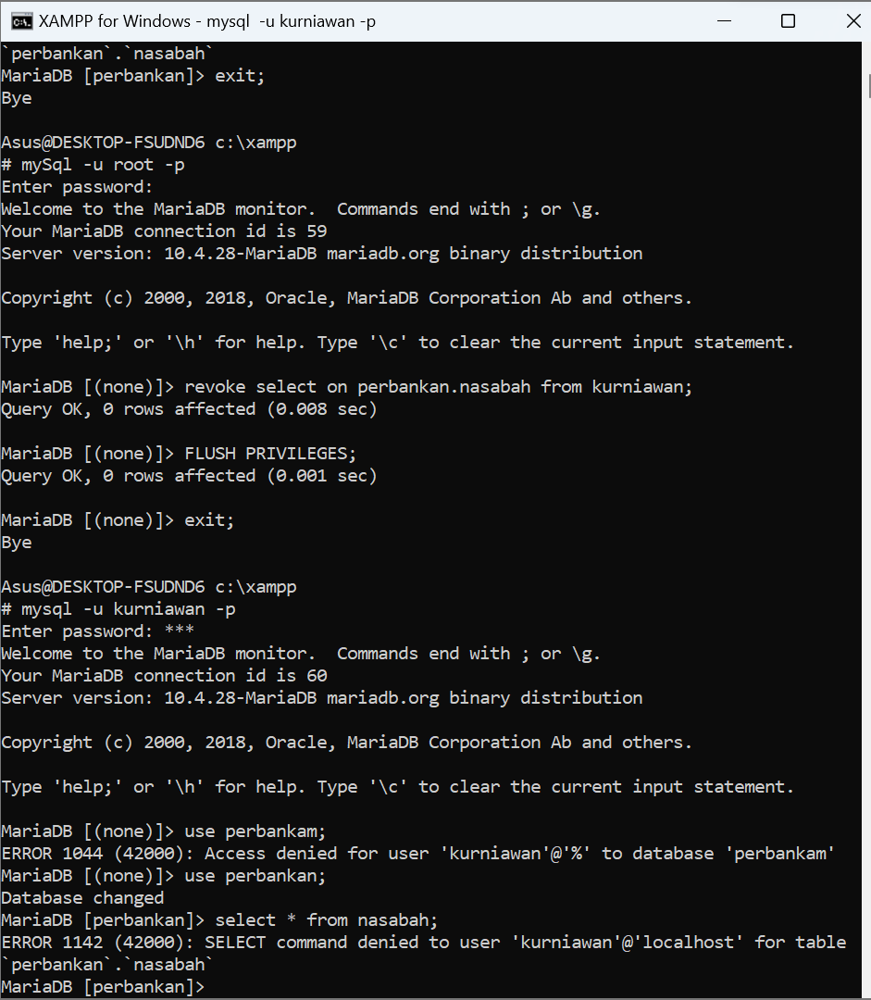 XAMPP for Windows - mysql  -u kurniawan -p
`perbankan`.`nasabah`
MariaDB [perbankan]> exit;
Bye
Asus@DESKTOP-FSUDND6 c:\xampp
# mySql -u root -p
Enter password:
Welcome to the MariaDB monitor.  Commands end with ; or \g.
Your MariaDB connection id is 59
Server version: 10.4.28-MariaDB mariadb.org binary distribution
Copyright (c) 2000, 2018, Oracle, MariaDB Corporation Ab and others.
Type 'help;' or '\h' for help. Type '\c' to clear the current input statement.
MariaDB [(none)]> revoke select on perbankan.nasabah from kurniawan;
Query OK, 0 rows affected (0.008 sec)
MariaDB [(none)]> FLUSH PRIVILEGES;
Query OK, 0 rows affected (0.001 sec)
MariaDB [(none)]> exit;
Bye
Asus@DESKTOP-FSUDND6 c:\xampp
# mysql -u kurniawan -p
Enter password: ***
Welcome to the MariaDB monitor.  Commands end with ; or \g.
Your MariaDB connection id is 60
Server version: 10.4.28-MariaDB mariadb.org binary distribution
Copyright (c) 2000, 2018, Oracle, MariaDB Corporation Ab and others.
Type 'help;' or '\h' for help. Type '\c' to clear the current input statement.
MariaDB [(none)]> use perbankam;
ERROR 1044 (42000): Access denied for user 'kurniawan'@'%' to database 'perbankam'
MariaDB [(none)]> use perbankan;
Database changed
MariaDB [perbankan]> select * from nasabah;
ERROR 1142 (42000): SELECT command denied to user 'kurniawan'@'localhost' for table
`perbankan`.`nasabah`
MariaDB [perbankan]>